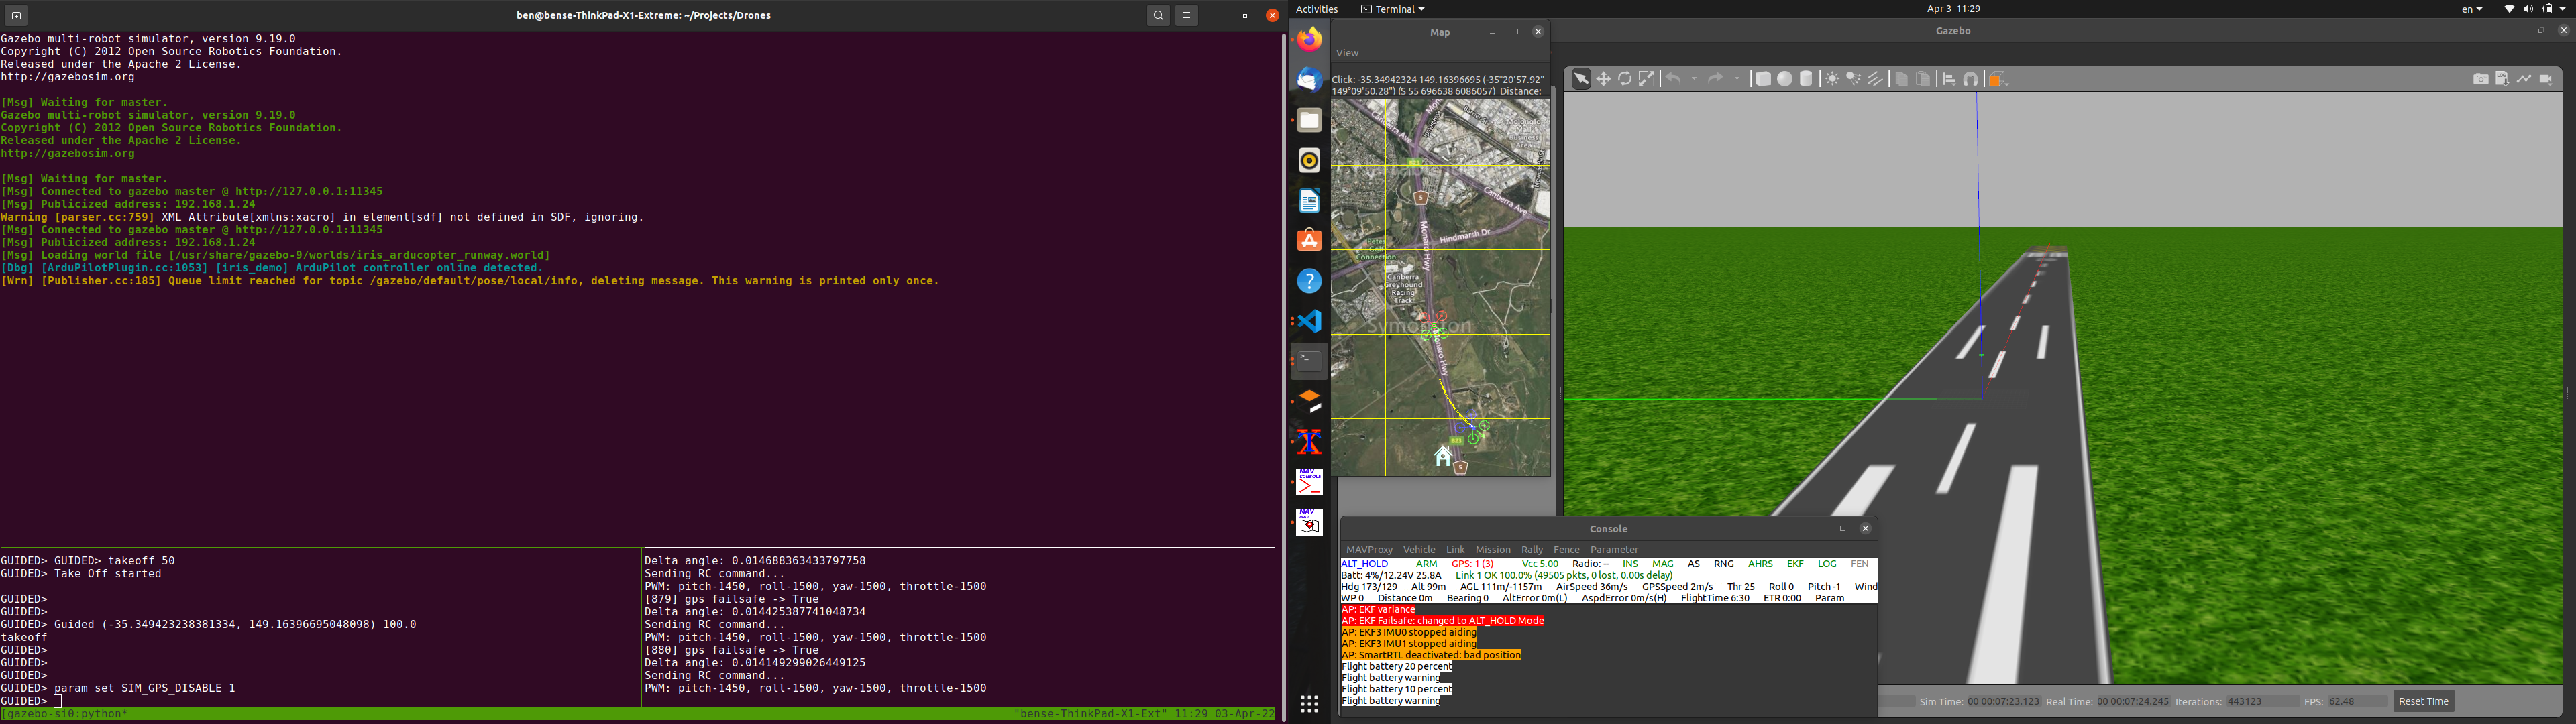 ben@bense-ThinkPad-X1-Extreme: ~/Projects/Drones
Gazebo multi-robot simulator, version 9.19.0
Copyright (C) 2012 Open Source Robotics Foundation.
Released under the Apache 2 License.
http://gazebosim.org
[Msg] Waiting for master.
Gazebo multi-robot simulator, version 9.19.0
Copyright (C) 2012 Open Source Robotics Foundation.
Released under the Apache 2 License.
http://gazebosim.org
[Msg] Waiting for master.
[Msg] Connected to gazebo master @ http://127.0.0.1:11345
[Msg] Publicized address: 192.168.1.24
Warning [parser.cc:759] XML Attribute[xmlns:xacro] in element[sdf] not defined in SDF, ignoring.
[Msg] Connected to gazebo master @ http://127.0.0.1:11345
[Msg] Publicized address: 192.168.1.24
[Msg] Loading world file [/usr/share/gazebo-9/worlds/iris_arducopter_runway.world]
[Dbg] [ArduPilotPlugin.cc:1053] [iris_demo] ArduPilot controller online detected.
[Wrn] [Publisher.cc:185] Queue limit reached for topic /gazebo/default/pose/local/info, deleting message. This warning is printed only once.
GUIDED> GUIDED> takeoff 50
GUIDED> Take Off started
GUIDED>
GUIDED>
GUIDED> Guided (-35.349423238381334, 149.16396695048098) 100.0
takeoff
GUIDED>
GUIDED>
GUIDED>
GUIDED> param set SIM_GPS_DISABLE 1
GUIDED>
Delta angle: 0.014688363433797758
Sending RC command...
PWM: pitch-1450, roll-1500, yaw-1500, throttle-1500
[879] gps failsafe -> True
Delta angle: 0.014425387741048734
Sending RC command...
PWM: pitch-1450, roll-1500, yaw-1500, throttle-1500
[880] gps failsafe -> True
Delta angle: 0.014149299026449125
Sending RC command...
PWM: pitch-1450, roll-1500, yaw-1500, throttle-1500
[gazebo-si0:python*
"bense-ThinkPad-X1-Ext" 11:29 03-Apr-22
Activities
Terminal
Apr 3 11:29
en
Map
View
Click: -35.34942324 149.16396695 (-35°20'57.92"
149°09'50.28") (S 55 696638 6086057) Distance:
Canberra Ave
Canberra Ave
Hindmarsh Dr
Monaro Hwy
Petes
Golf
Connection
Canberra
Greyhound
Racing
Track
Symonston
Monaro Hwy
B23
Gazebo
Console
MAVProxy Vehicle Link Mission Rally Fence Parameter
ALT_HOLD ARM GPS: 1 (3) Vcc 5.00 Radio: -- INS MAG AS RNG AHRS EKF LOG FEN
Batt: 4%/12.24V 25.8A Link 1 OK 100.0% (49505 pkts, 0 lost, 0.00s delay)
Hdg 173/129 Alt 99m AGL 111m/-1157m AirSpeed 36m/s GPSSpeed 2m/s Thr 25 Roll 0 Pitch -1 Wind
WP 0 Distance 0m Bearing 0 AltError 0m(L) AspdError 0m/s(H) FlightTime 6:30 ETR 0:00 Param
AP: EKF variance
AP: EKF Failsafe: changed to ALT_HOLD Mode
AP: EKF3 IMU0 stopped aiding
AP: EKF3 IMU1 stopped aiding
AP: SmartRTL deactivated: bad position
Flight battery 20 percent
Flight battery warning
Flight battery 10 percent
Flight battery warning
Sim Time: 00 00:07:23.123 Real Time: 00 00:07:24.245 Iterations: 443123 FPS: 62.48 Reset Time
MAV
CONSOLE
MAV
MAP